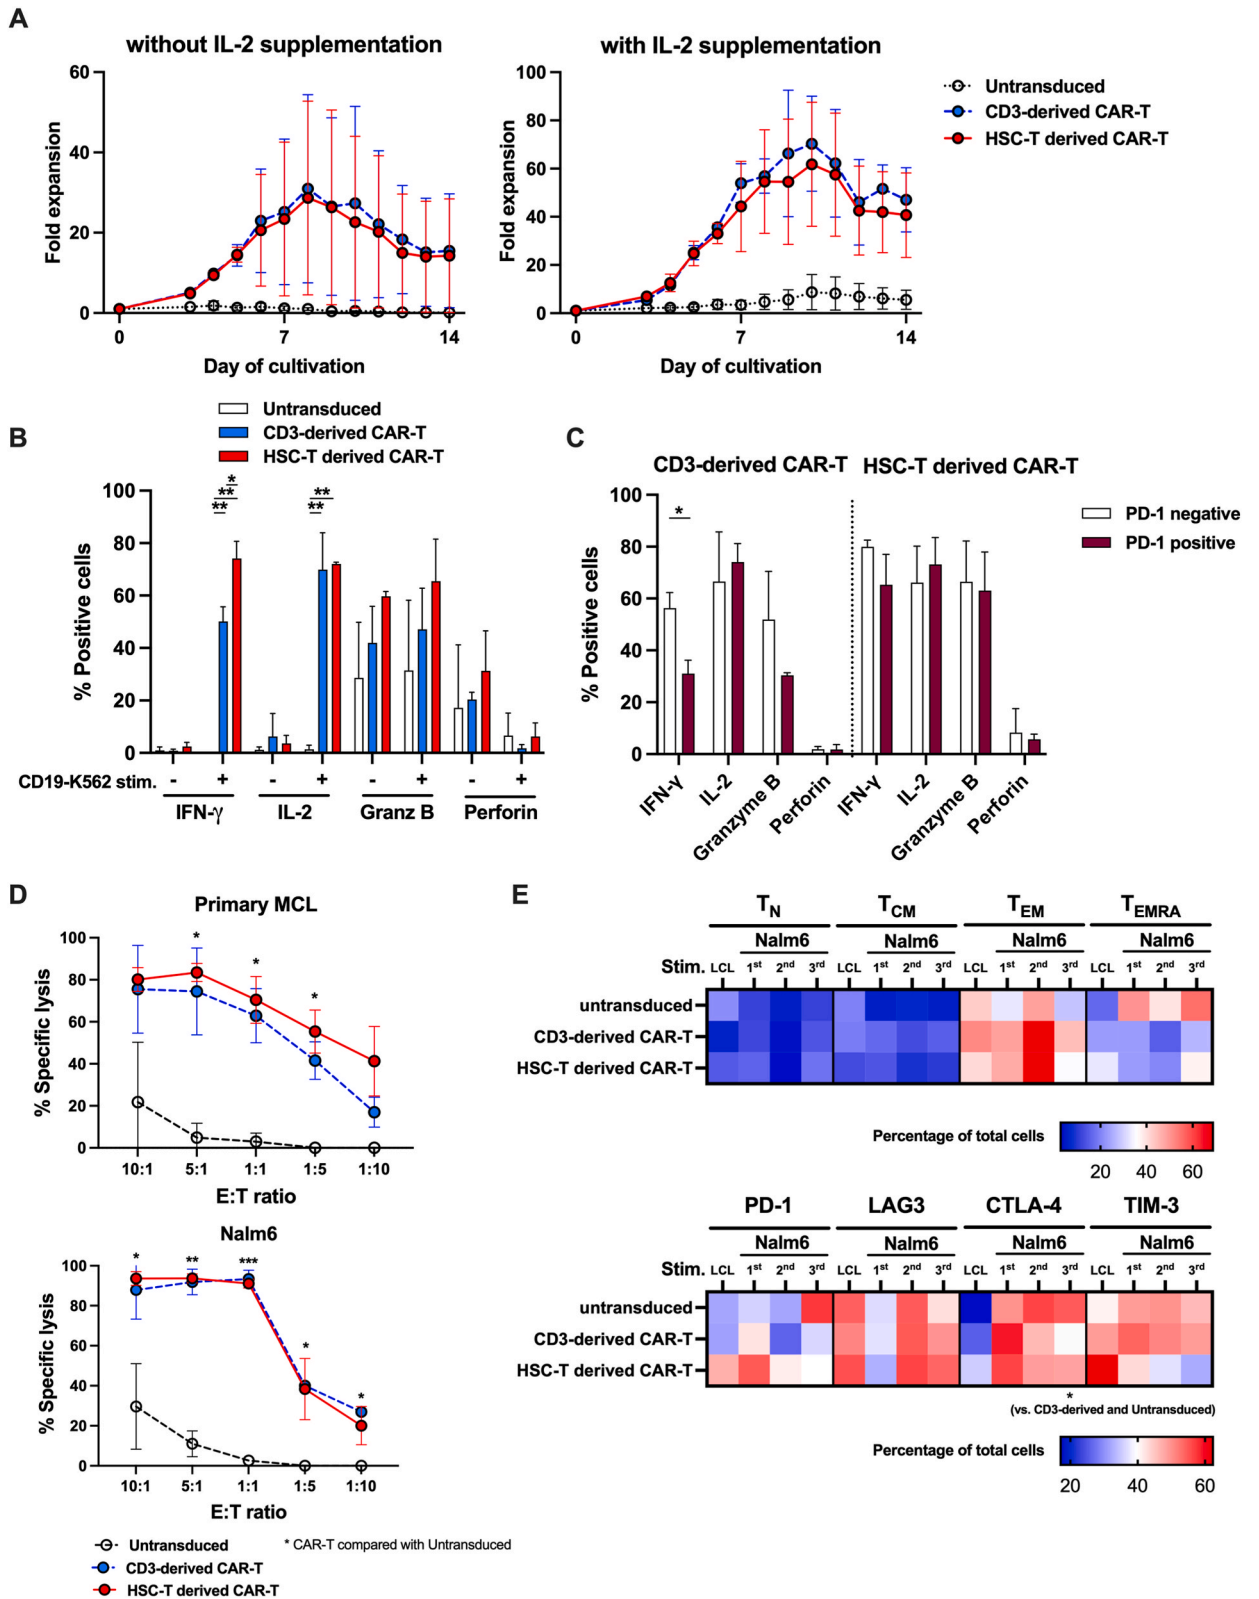 A
without IL-2 supplementation
with IL-2 supplementation
60
40
20
0
Fold expansion
0 7 14
Day of cultivation
100
80
60
40
20
0
Fold expansion
0 7 14
Day of cultivation
Untransduced
CD3-derived CAR-T
HSC-T derived CAR-T
B
Untransduced
CD3-derived CAR-T
HSC-T derived CAR-T
100
80
60
40
20
0
% Positive cells
*
**
**
**
**
CD19-K562 stim. - + - + - + - +
IFN-γ IL-2 Granz B Perforin
C
CD3-derived CAR-T HSC-T derived CAR-T
PD-1 negative
PD-1 positive
100
80
60
40
20
0
% Positive cells
*
IFN-γ IL-2 Granzyme B Perforin IFN-γ IL-2 Granzyme B Perforin
D
Primary MCL
100
80
60
40
20
0
% Specific lysis
* * *
10:1 5:1 1:1 1:5 1:10
E:T ratio
Nalm6
100
80
60
40
20
0
% Specific lysis
* ** *** * *
10:1 5:1 1:1 1:5 1:10
E:T ratio
Untransduced
CD3-derived CAR-T
HSC-T derived CAR-T
* CAR-T compared with Untransduced
E
TN TCM TEM TEMRA
Nalm6 Nalm6 Nalm6 Nalm6
Stim. LCL 1st 2nd 3rd LCL 1st 2nd 3rd LCL 1st 2nd 3rd LCL 1st 2nd 3rd
untransduced
CD3-derived CAR-T
HSC-T derived CAR-T
Percentage of total cells
20 40 60
PD-1 LAG3 CTLA-4 TIM-3
Nalm6 Nalm6 Nalm6 Nalm6
Stim. LCL 1st 2nd 3rd LCL 1st 2nd 3rd LCL 1st 2nd 3rd LCL 1st 2nd 3rd
untransduced
CD3-derived CAR-T
HSC-T derived CAR-T
*
(vs. CD3-derived and Untransduced)
Percentage of total cells
20 40 60